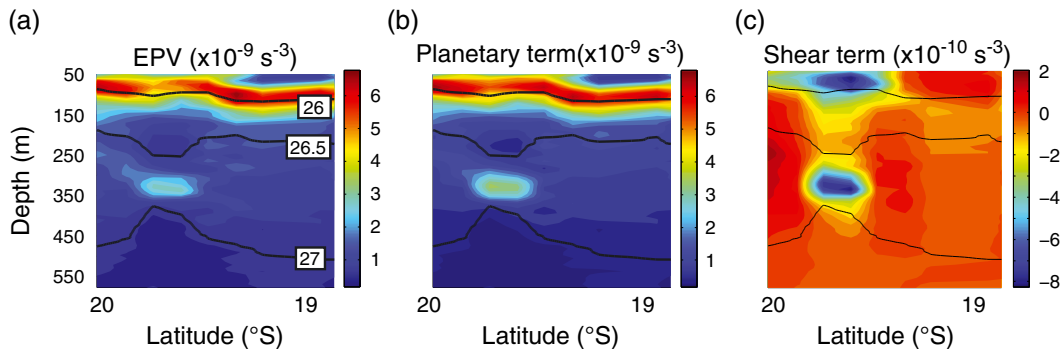 (a) (b) (c)
EPV (x10⁻⁹ s⁻³) Planetary term(x10⁻⁹ s⁻³) Shear term (x10⁻¹⁰ s⁻³)
50 6 6 2
150 26 5 5 0
250 26.5 4 4 −2
350 3 3 −4
450 2 2 −6
550 27 1 1 −8
Depth (m)
20 19 20 19 20 19
Latitude (°S) Latitude (°S) Latitude (°S)